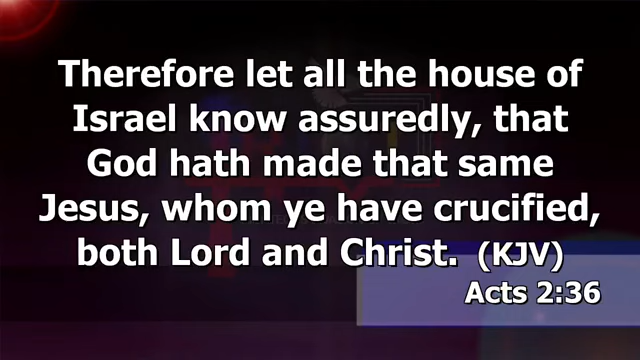 Therefore let all the house of
Israel know assuredly, that
God hath made that same
Jesus, whom ye have crucified,
both Lord and Christ. (KJV)
Acts 2:36